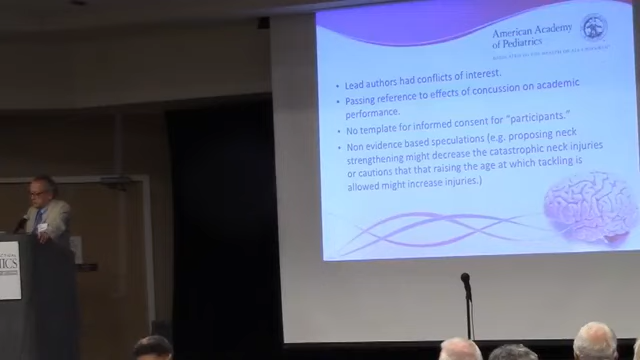 American Academy
of Pediatrics
• Lead authors had conflicts of interest.
• Passing reference to effects of concussion on academic
performance.
• No template for informed consent for “participants.”
• Non evidence based speculations (e.g. proposing neck
strengthening might decrease the catastrophic neck injuries
or cautions that that raising the age at which tackling is
allowed might increase injuries.)